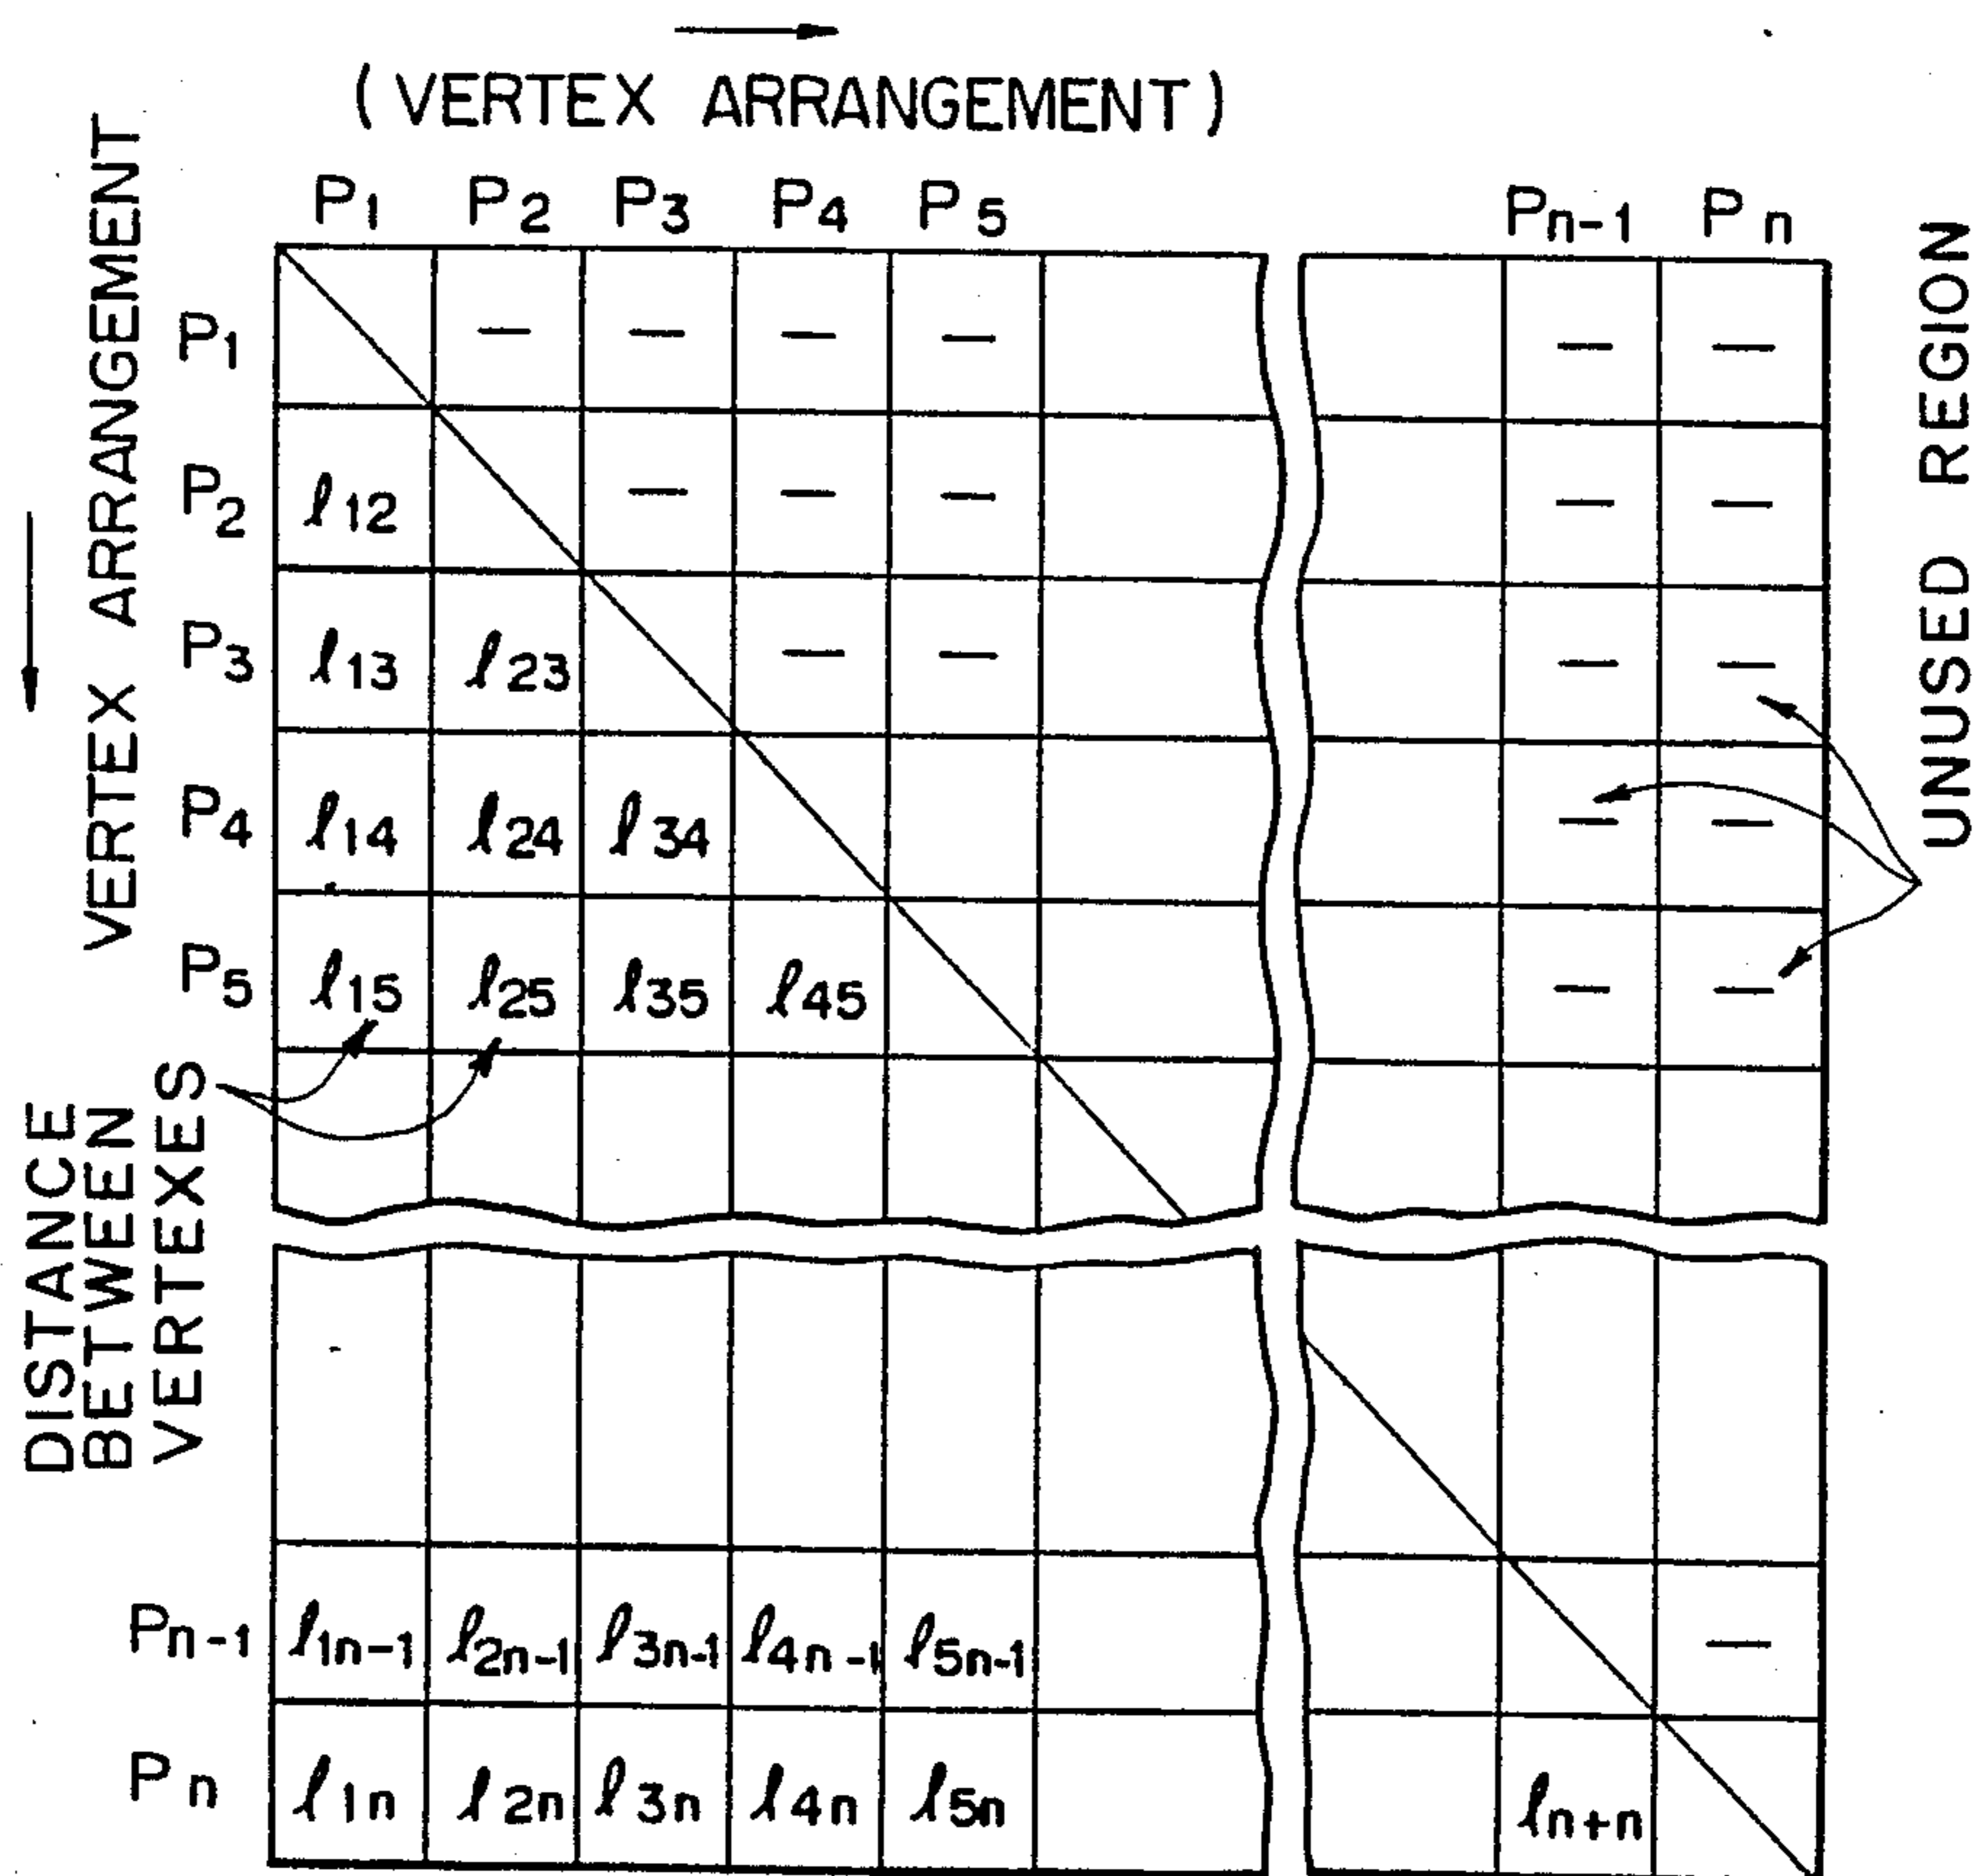 (VERTEX ARRANGEMENT)
P1 P2 P3 P4 P5 Pn-1 Pn
VERTEX ARRANGEMENT
UNUSED REGION
P1 — — — — — —
P2 l12 — — — — —
P3 l13 l23 — — — —
P4 l14 l24 l34 — —
P5 l15 l25 l35 l45 — —
DISTANCE
BETWEEN
VERTEXES
Pn-1 l1n-1 l2n-1 l3n-1 l4n-1 l5n-1 —
Pn l1n l2n l3n l4n l5n ln+n